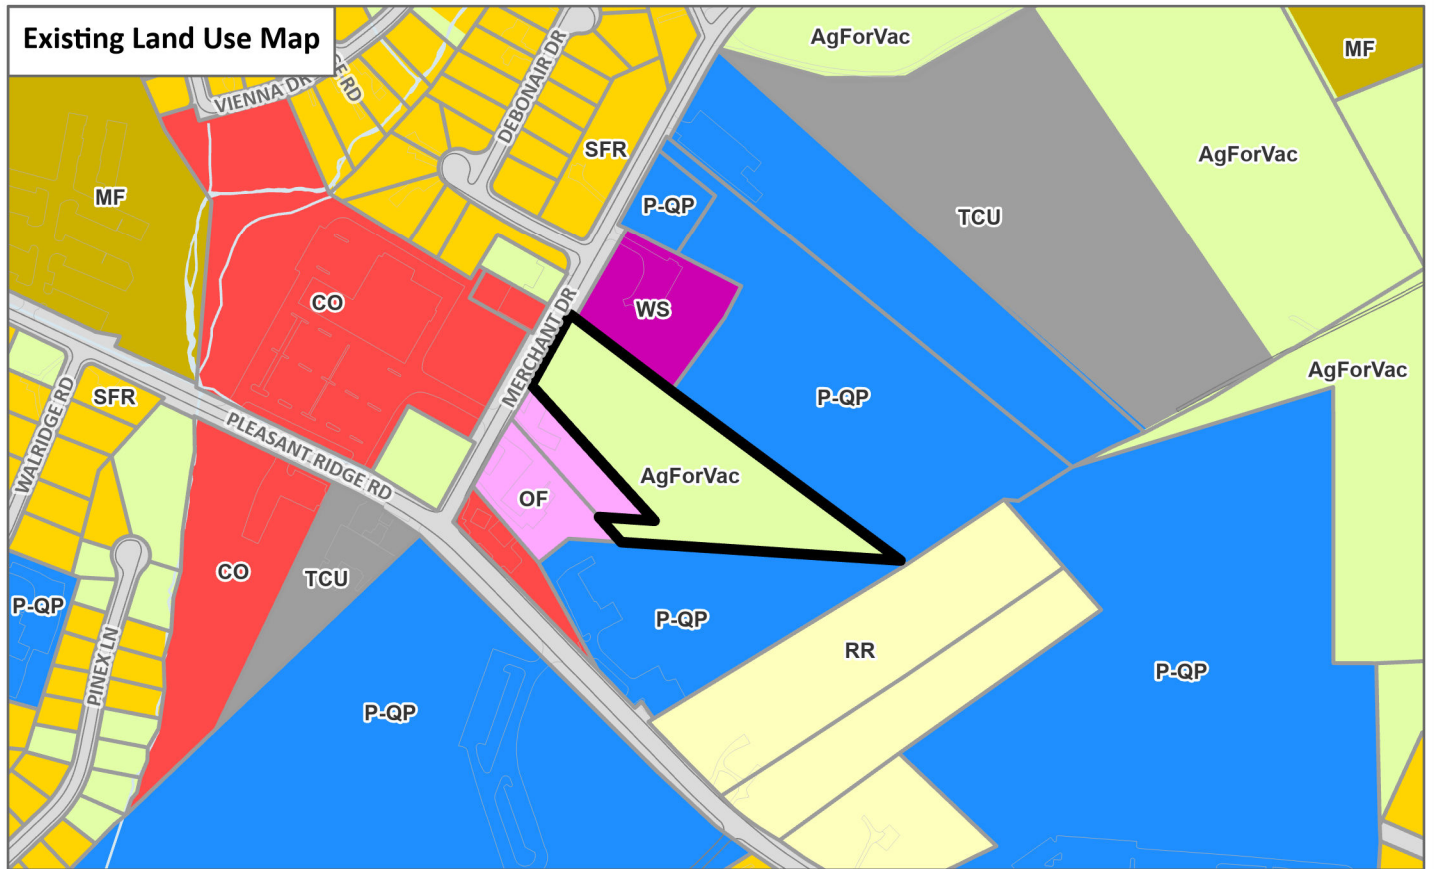 Existing Land Use Map
VIENNA DR
DEBONAIR DR
AgForVac
MF
SFR
AgForVac
MF
P-QP
TCU
CO
WS
MERCHANT DR
AgForVac
SFR
P-QP
WALRIDGE RD
PLEASANT RIDGE RD
AgForVac
OF
CO
TCU
P-QP
P-QP
RR
PINEX LN
P-QP
P-QP